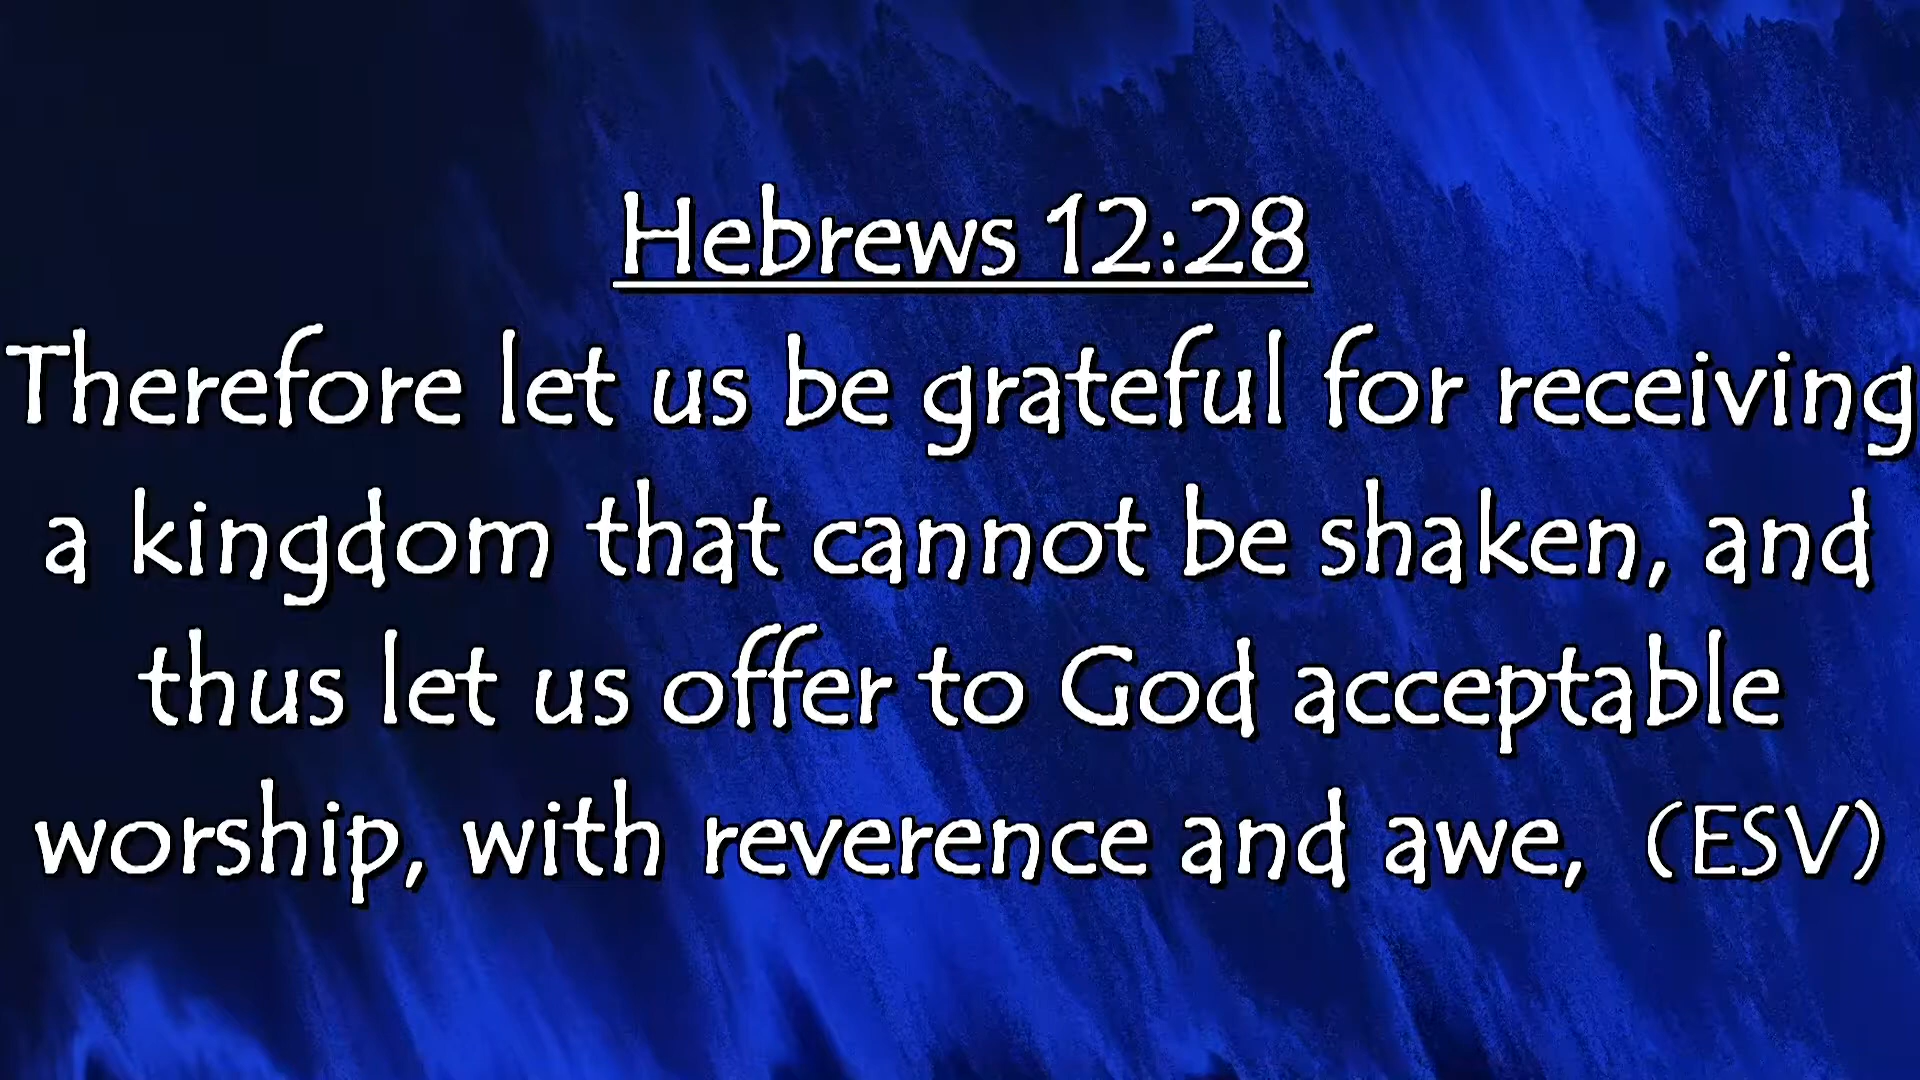 Hebrews 12:28
Therefore let us be grateful for receiving
a kingdom that cannot be shaken, and
thus let us offer to God acceptable
worship, with reverence and awe, (ESV)